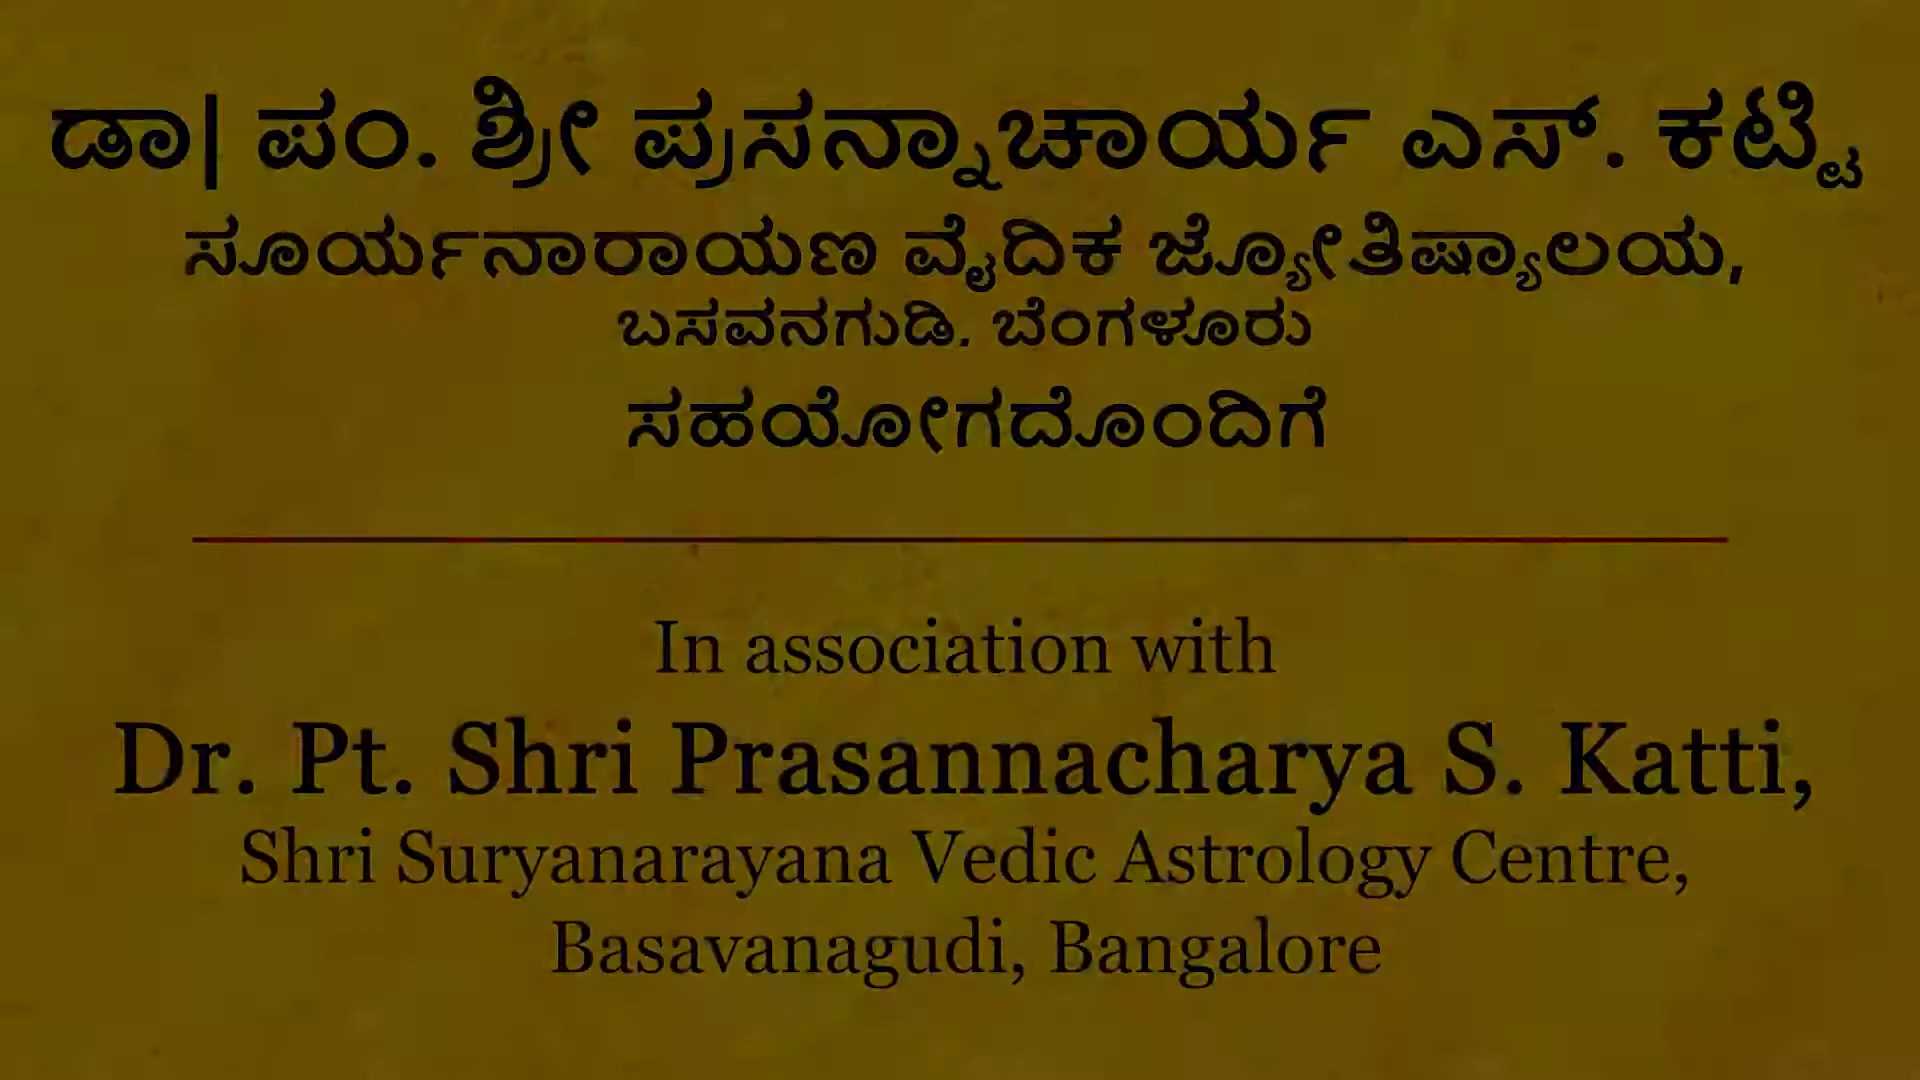 ಡಾ| ಪಂ. ಶ್ರೀ ಪ್ರಸನ್ನಾಚಾರ್ಯ ಎಸ್. ಕಟ್ಟಿ
ಸೂರ್ಯನಾರಾಯಣ ವೈದಿಕ ಜ್ಯೋತಿಷ್ಯಾಲಯ,
ಬಸವನಗುಡಿ. ಬೆಂಗಳೂರು
ಸಹಯೋಗದೊಂದಿಗೆ
In association with
Dr. Pt. Shri Prasannacharya S. Katti,
Shri Suryanarayana Vedic Astrology Centre,
Basavanagudi, Bangalore